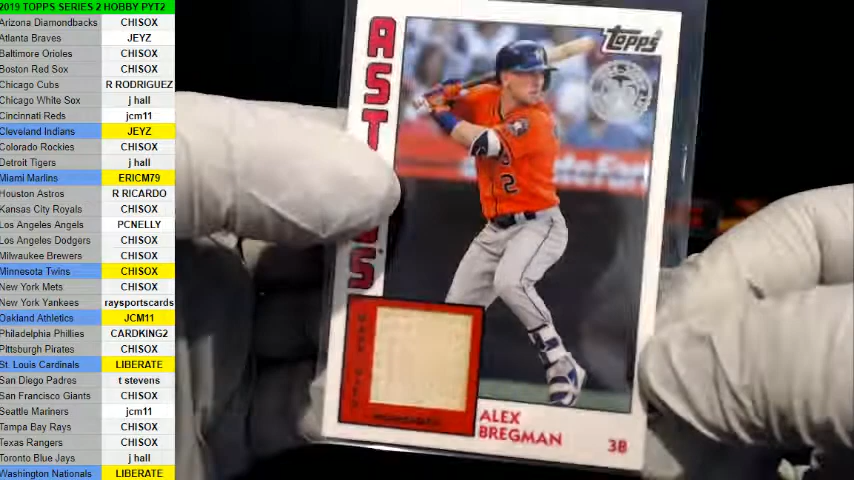 2019 TOPPS SERIES 2 HOBBY PYT2
Arizona Diamondbacks CHISOX
Atlanta Braves JEYZ
Baltimore Orioles CHISOX
Boston Red Sox CHISOX
Chicago Cubs R RODRIGUEZ
Chicago White Sox j hall
Cincinnati Reds jcm11
Cleveland Indians JEYZ
Colorado Rockies CHISOX
Detroit Tigers j hall
Miami Marlins ERICM79
Houston Astros R RICARDO
Kansas City Royals CHISOX
Los Angeles Angels PCNELLY
Los Angeles Dodgers CHISOX
Milwaukee Brewers CHISOX
Minnesota Twins CHISOX
New York Mets CHISOX
New York Yankees raysportscards
Oakland Athletics JCM11
Philadelphia Phillies CARDKING2
Pittsburgh Pirates CHISOX
St. Louis Cardinals LIBERATE
San Diego Padres t stevens
San Francisco Giants CHISOX
Seattle Mariners jcm11
Tampa Bay Rays CHISOX
Texas Rangers CHISOX
Toronto Blue Jays j hall
Washington Nationals LIBERATE
Topps
2
ALEX
BREGMAN
3B